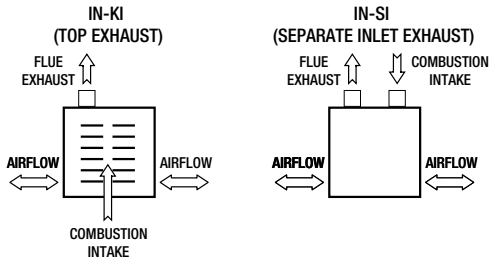 IN-KI
(TOP EXHAUST)
FLUE
EXHAUST
AIRFLOW
AIRFLOW
COMBUSTION
INTAKE
IN-SI
(SEPARATE INLET EXHAUST)
FLUE
EXHAUST
COMBUSTION
INTAKE
AIRFLOW
AIRFLOW